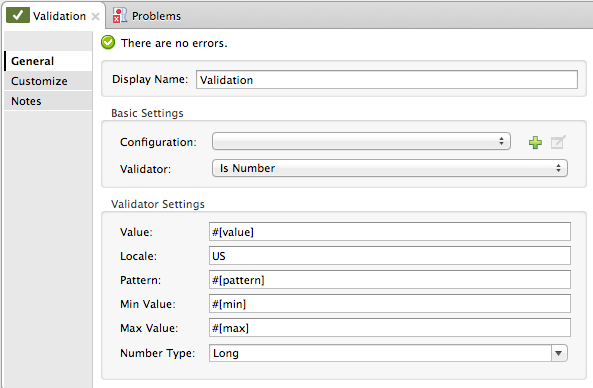 Validation
Problems
There are no errors.
General
Customize
Notes
Display Name: Validation
Basic Settings
Configuration:
Validator: Is Number
Validator Settings
Value: #[value]
Locale: US
Pattern: #[pattern]
Min Value: #[min]
Max Value: #[max]
Number Type: Long